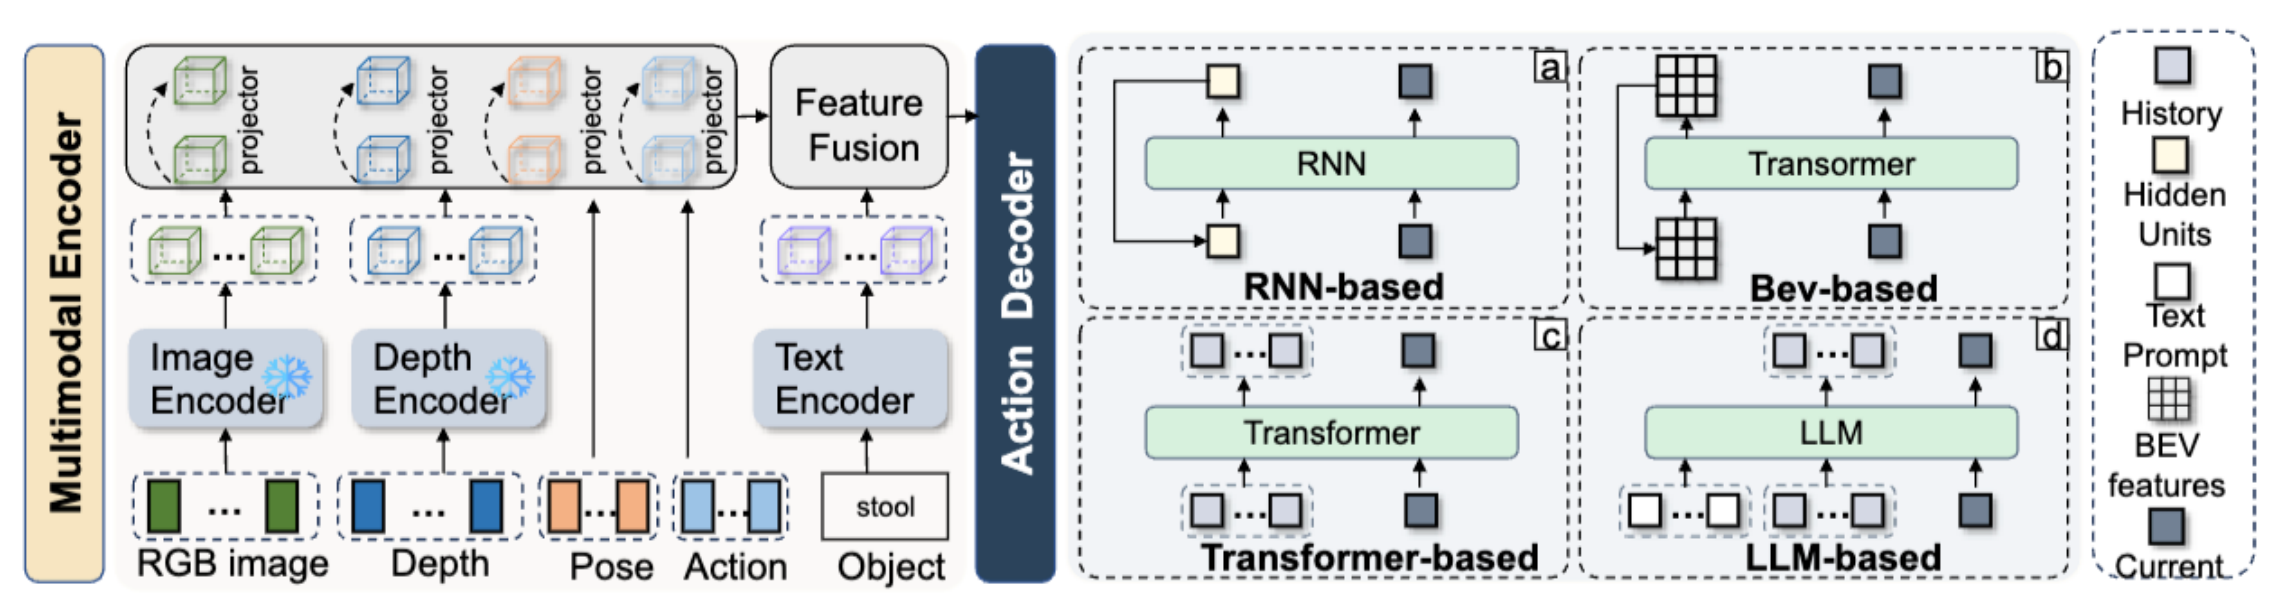 Multimodal Encoder
projector
projector
projector
projector
Feature
Fusion
Image
Encoder
Depth
Encoder
Text
Encoder
...
...
...
...
...
...
...
stool
RGB image
Depth
Pose
Action
Object
Action Decoder
a
RNN
RNN-based
b
Transormer
Bev-based
c
...
Transformer
...
Transformer-based
d
...
LLM
...
...
LLM-based
History
Hidden
Units
Text
Prompt
BEV
features
Current